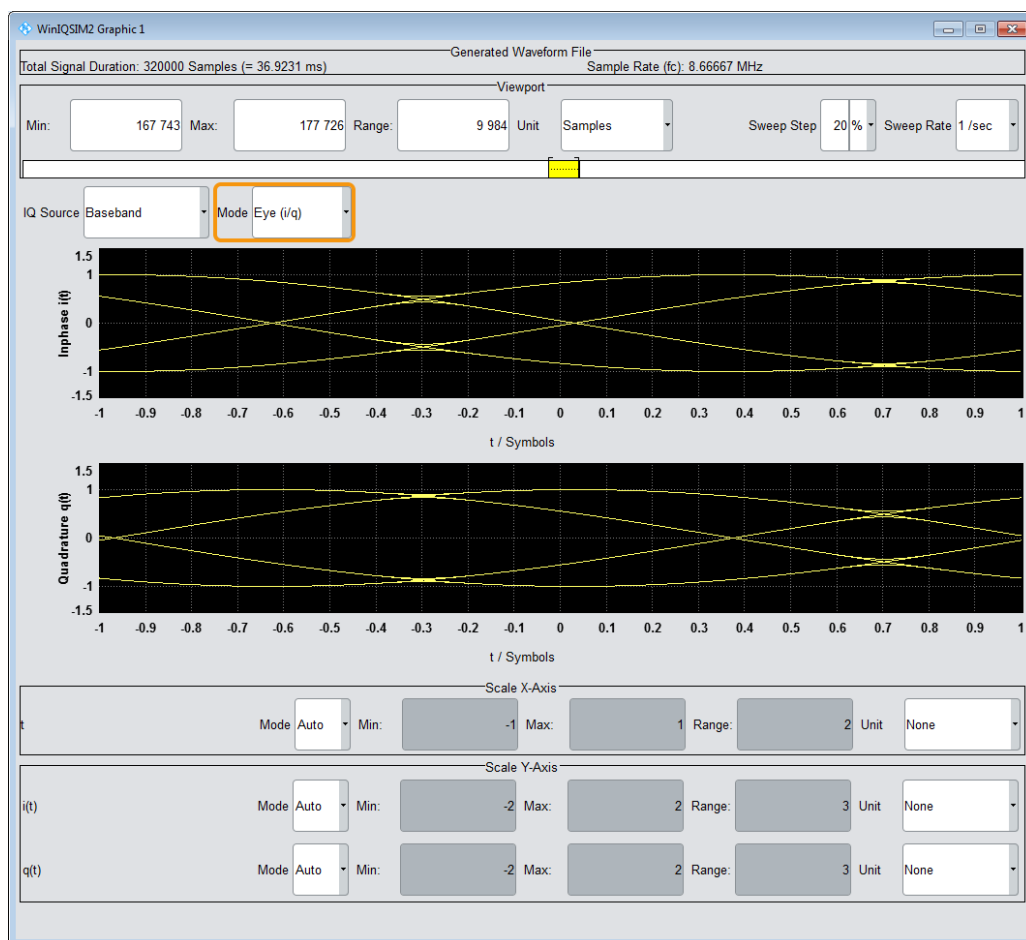 WinIQSIM2 Graphic 1
Generated Waveform File
Total Signal Duration: 320000 Samples (= 36.9231 ms) Sample Rate (fc): 8.66667 MHz
Viewport
Min: 167 743 Max: 177 726 Range: 9 984 Unit Samples Sweep Step 20 % Sweep Rate 1 /sec
IQ Source Baseband Mode Eye (i/q)
1.5
1
0
-1
-1.5
Inphase i(t)
-1 -0.9 -0.8 -0.7 -0.6 -0.5 -0.4 -0.3 -0.2 -0.1 0 0.1 0.2 0.3 0.4 0.5 0.6 0.7 0.8 0.9 1
t / Symbols
1.5
1
0
-1
-1.5
Quadrature q(t)
-1 -0.9 -0.8 -0.7 -0.6 -0.5 -0.4 -0.3 -0.2 -0.1 0 0.1 0.2 0.3 0.4 0.5 0.6 0.7 0.8 0.9 1
t / Symbols
Scale X-Axis
t Mode Auto Min: -1 Max: 1 Range: 2 Unit None
Scale Y-Axis
i(t) Mode Auto Min: -2 Max: 2 Range: 3 Unit None
q(t) Mode Auto Min: -2 Max: 2 Range: 3 Unit None